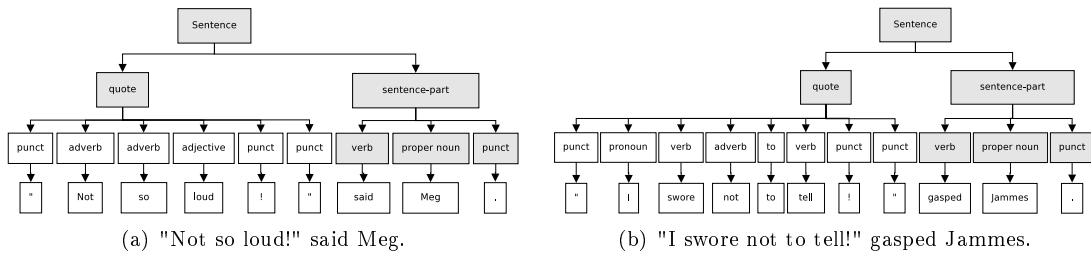 Sentence Sentence
quote sentence-part quote sentence-part
punct adverb adverb adjective punct punct verb proper noun punct punct pronoun verb adverb to verb punct punct verb proper noun punct
" Not so loud ! " said Meg . " I swore not to tell ! " gasped Jammes .
(a) "Not so loud!" said Meg. (b) "I swore not to tell!" gasped Jammes.